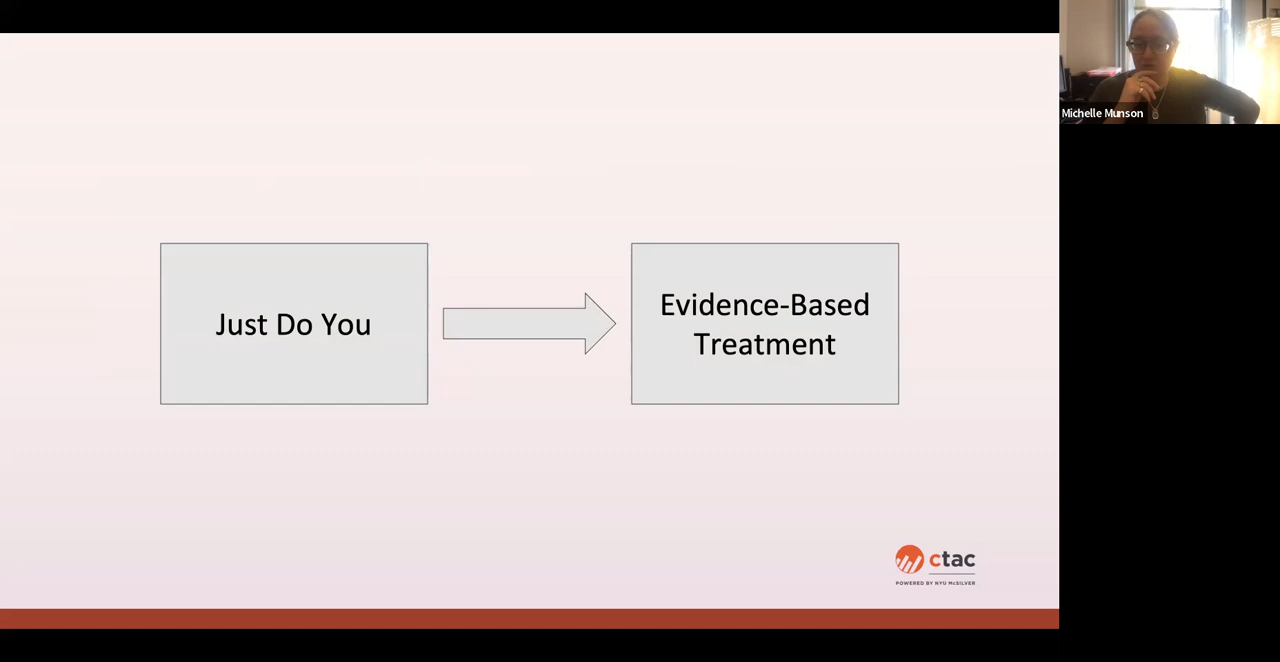 Michelle Munson
Just Do You
Evidence-Based
Treatment
ctac
POWERED BY NYU McSILVER